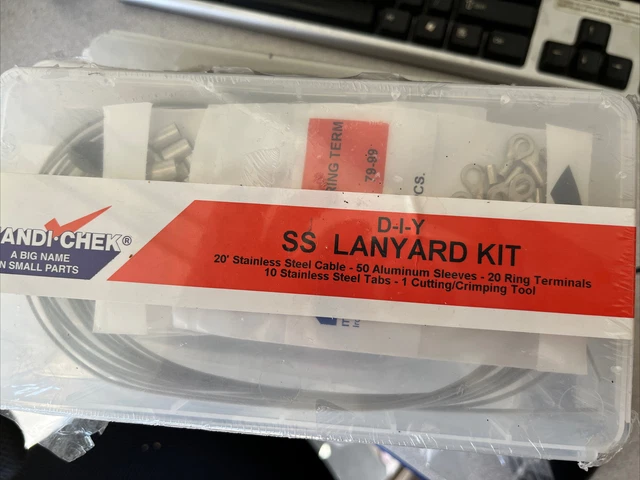 RING TERM
79-99
CS.
ANDI-CHEK®
A BIG NAME
N SMALL PARTS
D-I-Y
SS LANYARD KIT
20' Stainless Steel Cable - 50 Aluminum Sleeves - 20 Ring Terminals
10 Stainless Steel Tabs - 1 Cutting/Crimping Tool